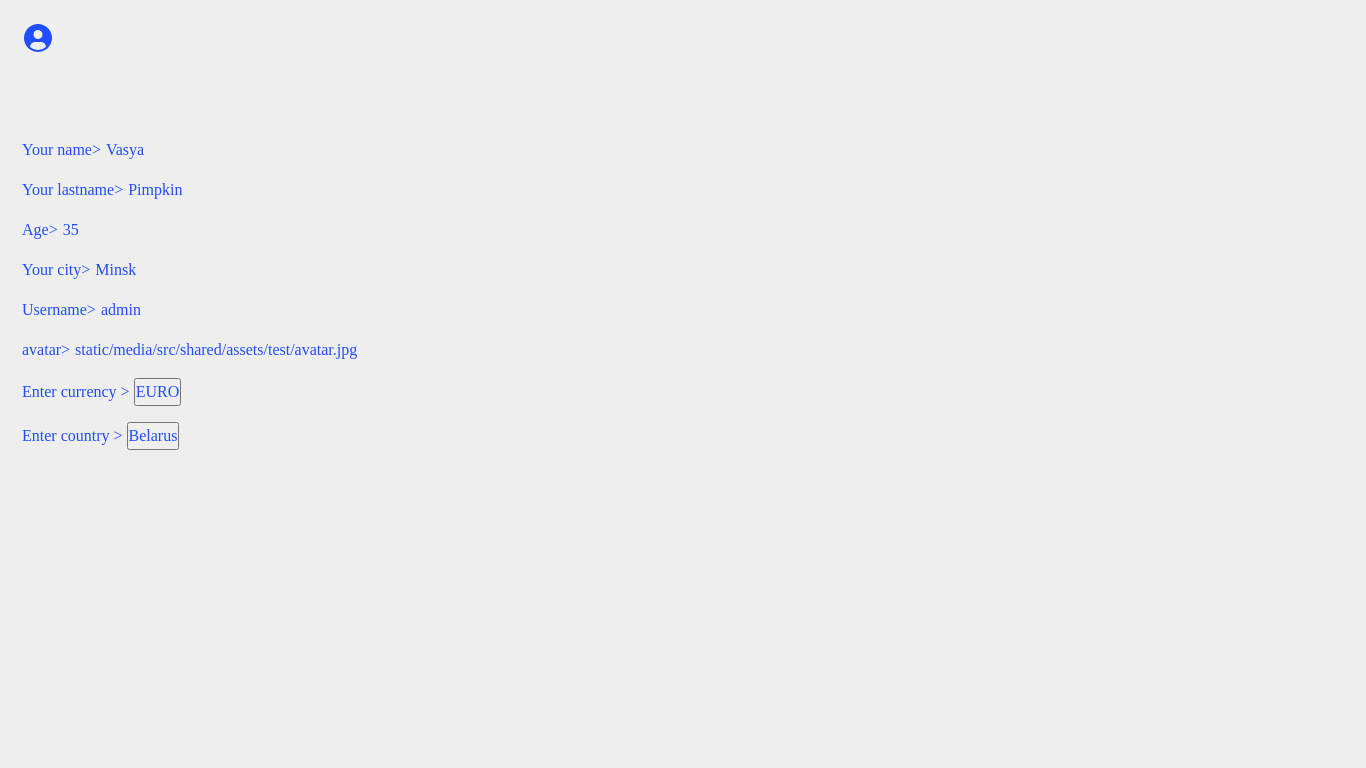 Your name> Vasya
Your lastname> Pimpkin
Age> 35
Your city> Minsk
Username> admin
avatar> static/media/src/shared/assets/test/avatar.jpg
Enter currency > EURO
Enter country > Belarus